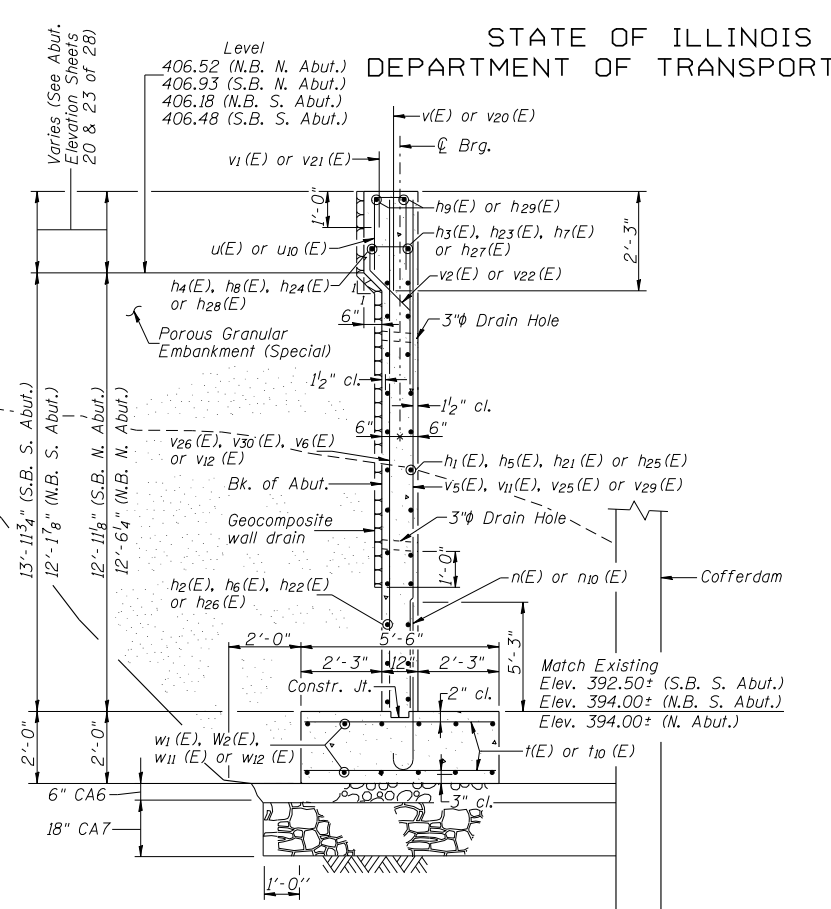 STATE OF ILLINOIS
DEPARTMENT OF TRANSPORT
Varies (See Abut.
Elevation Sheets
20 & 23 of 28)
Level
406.52 (N.B. N. Abut.)
406.93 (S.B. N. Abut.)
406.18 (N.B. S. Abut.)
406.48 (S.B. S. Abut.)
v(E) or v20(E)
℄ Brg.
v1(E) or v21(E)
1'-0"
h9(E) or h29(E)
h3(E), h23(E), h7(E)
or h27(E)
2'-3"
u(E) or u10(E)
v2(E) or v22(E)
h4(E), h8(E), h24(E)
or h28(E)
1
1
6"
3"ϕ Drain Hole
Porous Granular
Embankment (Special)
1½" cl.
1½" cl.
6"
6"
v26(E), v30(E), v6(E)
or v12(E)
h1(E), h5(E), h21(E) or h25(E)
Bk. of Abut.
v5(E), v11(E), v25(E) or v29(E)
Geocomposite
wall drain
3"ϕ Drain Hole
13'-11¾" (S.B. S. Abut.)
12'-1⅞" (N.B. S. Abut.)
12'-11⅛" (S.B. N. Abut.)
12'-6¼" (N.B. N. Abut.)
1'-0"
h2(E), h6(E), h22(E)
or h26(E)
n(E) or n10(E)
Cofferdam
2'-0"
5'-6"
5'-3"
2'-3"
12"
2'-3"
Match Existing
Elev. 392.50± (S.B. S. Abut.)
Elev. 394.00± (N.B. S. Abut.)
Elev. 394.00± (N. Abut.)
Constr. Jt.
2" cl.
2'-0"
2'-0"
w1(E), W2(E),
w11(E) or w12(E)
t(E) or t10(E)
6" CA6
3" cl.
18" CA7
1'-0"